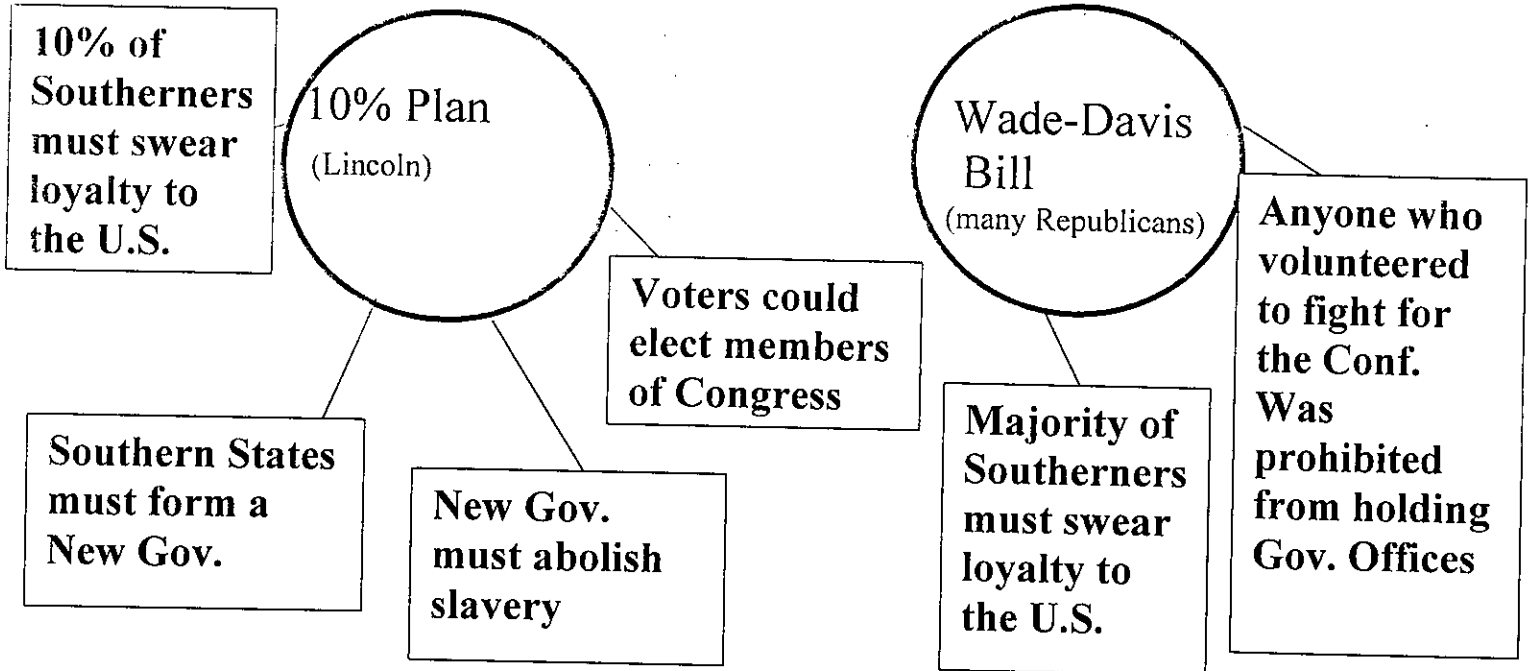 10% of
Southerners
must swear
loyalty to
the U.S.
10% Plan
(Lincoln)
Voters could
elect members
of Congress
Southern States
must form a
New Gov.
New Gov.
must abolish
slavery
Wade-Davis
Bill
(many Republicans)
Anyone who
volunteered
to fight for
the Conf.
Was
prohibited
from holding
Gov. Offices
Majority of
Southerners
must swear
loyalty to
the U.S.